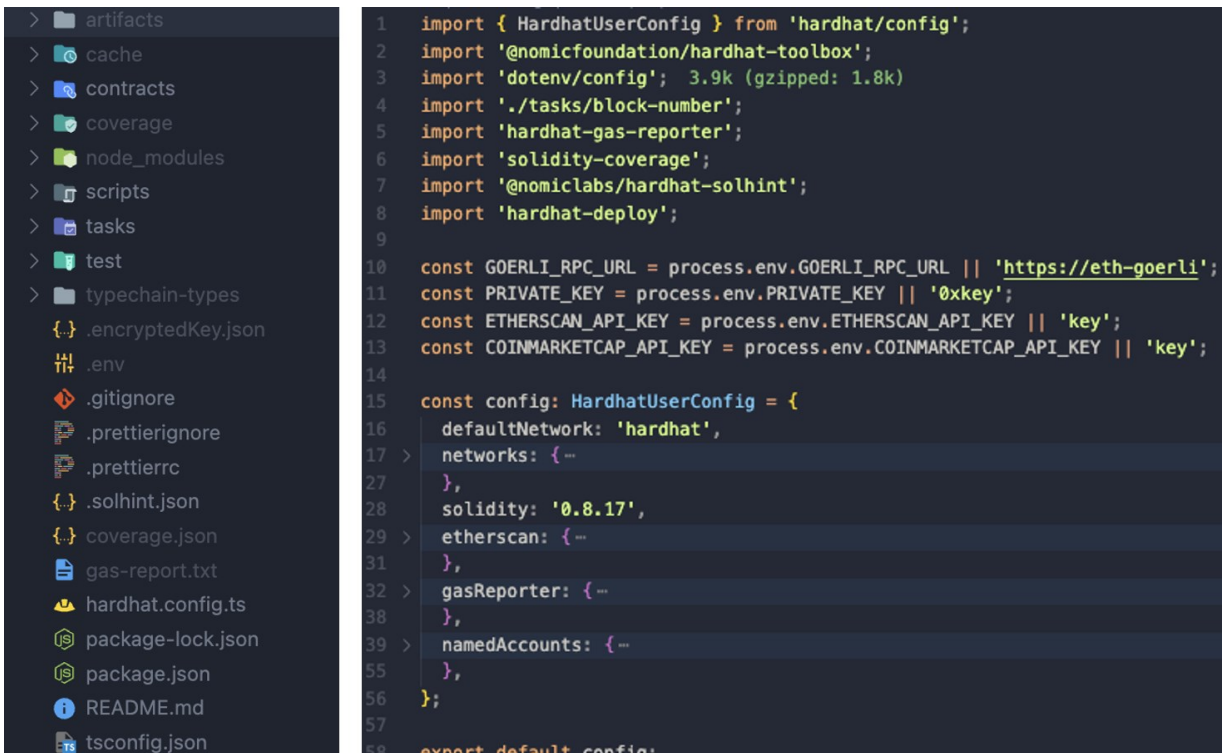 artifacts
cache
contracts
coverage
node_modules
scripts
tasks
test
typechain-types
.encryptedKey.json
.env
.gitignore
.prettierignore
.prettierrc
.solhint.json
coverage.json
gas-report.txt
hardhat.config.ts
package-lock.json
package.json
README.md
tsconfig.json
1 import { HardhatUserConfig } from 'hardhat/config';
2 import '@nomicfoundation/hardhat-toolbox';
3 import 'dotenv/config'; 3.9k (gzipped: 1.8k)
4 import './tasks/block-number';
5 import 'hardhat-gas-reporter';
6 import 'solidity-coverage';
7 import '@nomiclabs/hardhat-solhint';
8 import 'hardhat-deploy';
9
10 const GOERLI_RPC_URL = process.env.GOERLI_RPC_URL || 'https://eth-goerli';
11 const PRIVATE_KEY = process.env.PRIVATE_KEY || '0xkey';
12 const ETHERSCAN_API_KEY = process.env.ETHERSCAN_API_KEY || 'key';
13 const COINMARKETCAP_API_KEY = process.env.COINMARKETCAP_API_KEY || 'key';
14
15 const config: HardhatUserConfig = {
16 defaultNetwork: 'hardhat',
17 > networks: {⋯
27 },
28 solidity: '0.8.17',
29 > etherscan: {⋯
31 },
32 > gasReporter: {⋯
38 },
39 > namedAccounts: {⋯
55 },
56 };
57
58 export default config;